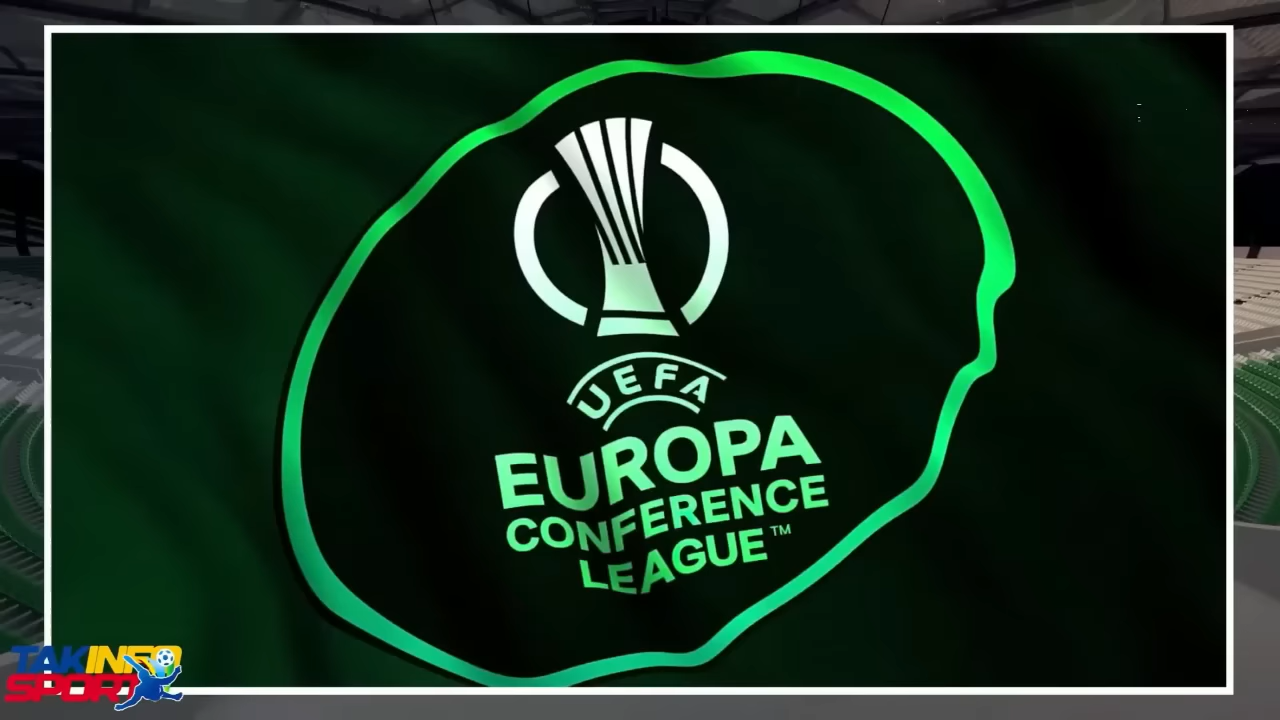 UEFA
EUROPA
CONFERENCE
LEAGUE™
TAKINFO
SPORT